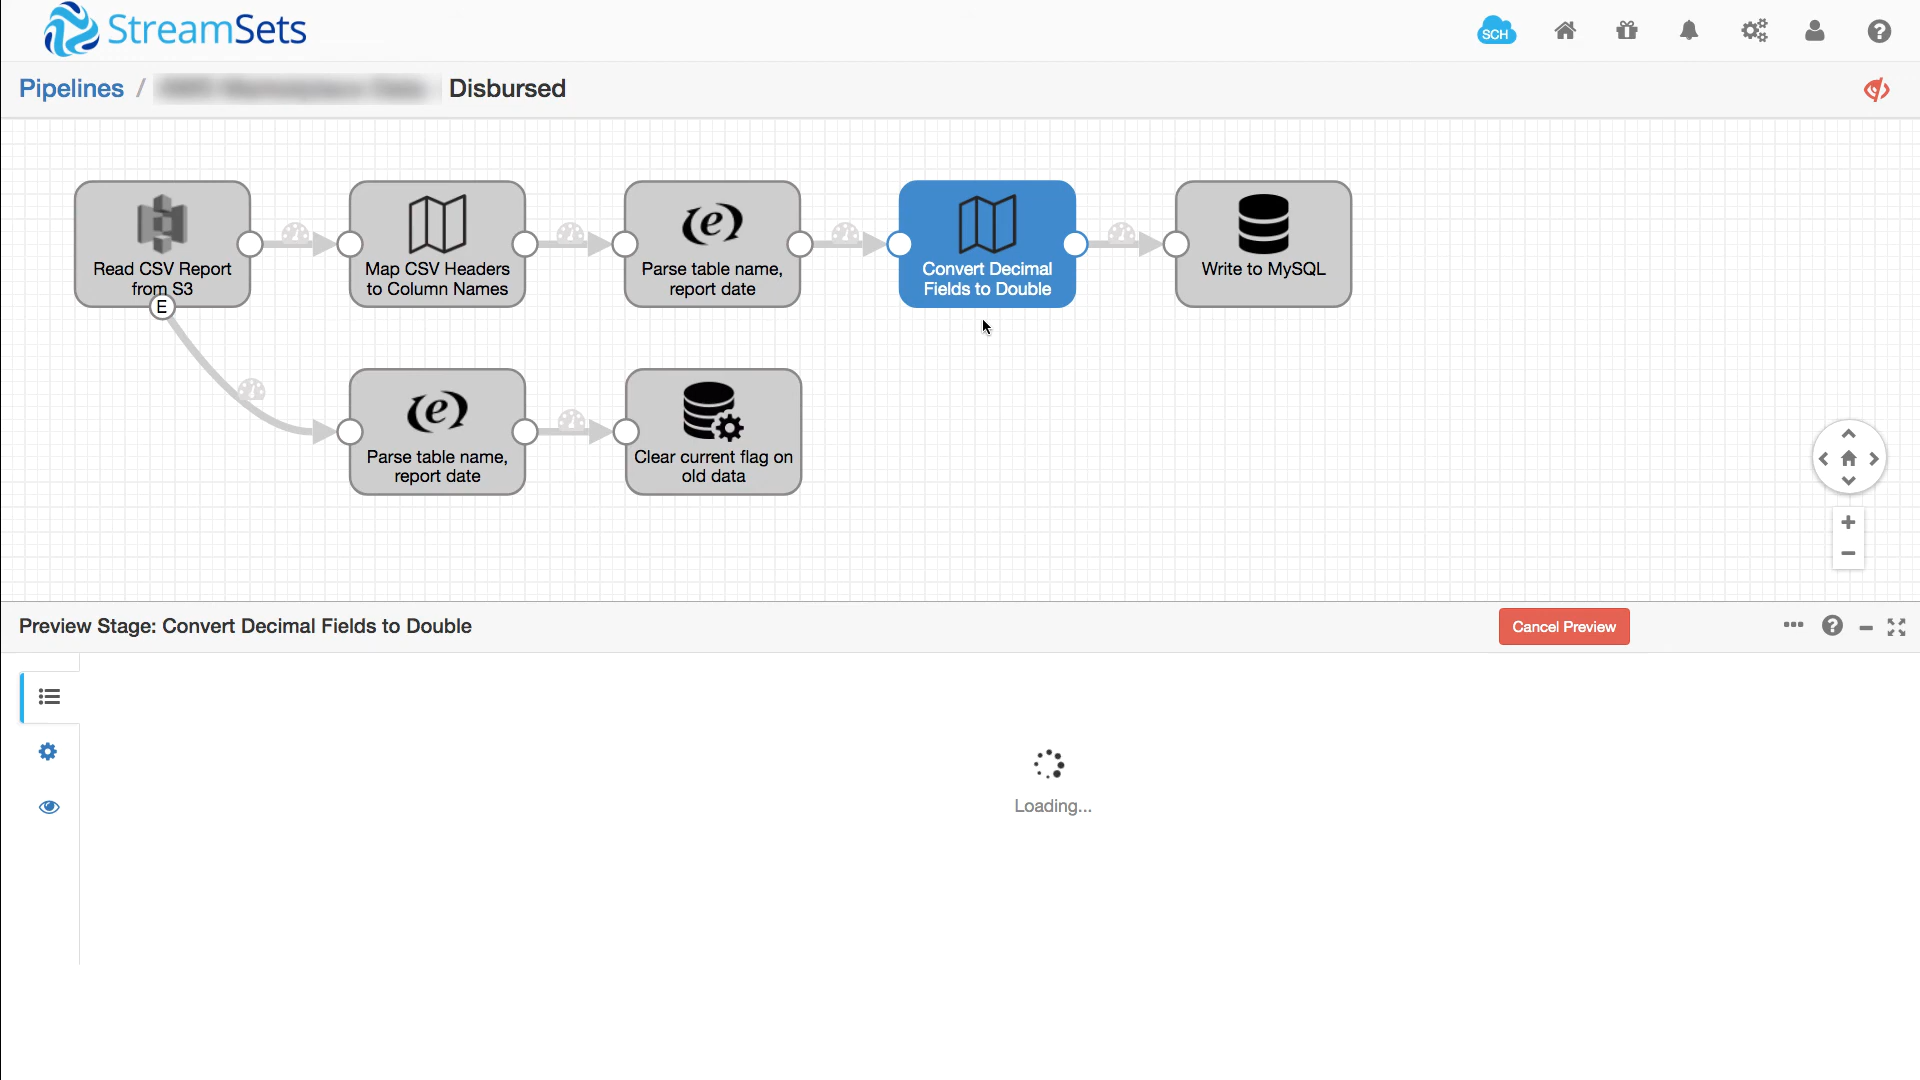 StreamSets
SCH
Pipelines / Disbursed
Read CSV Report
from S3
E
Map CSV Headers
to Column Names
(e)
Parse table name,
report date
Convert Decimal
Fields to Double
Write to MySQL
(e)
Parse table name,
report date
Clear current flag on
old data
Preview Stage: Convert Decimal Fields to Double
Cancel Preview
Loading...